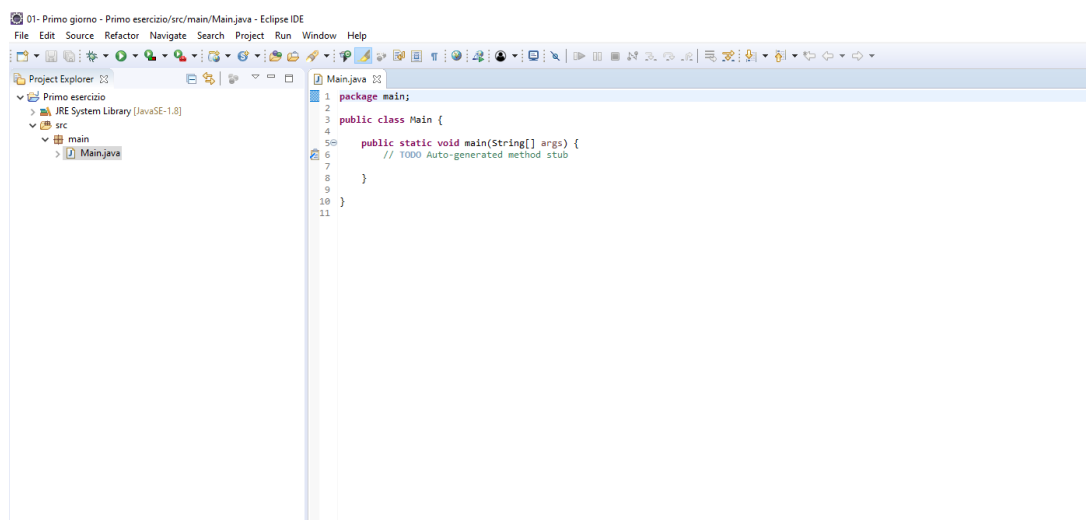 01- Primo giorno - Primo esercizio/src/main/Main.java - Eclipse IDE
File Edit Source Refactor Navigate Search Project Run Window Help
Project Explorer
Primo esercizio
JRE System Library [JavaSE-1.8]
src
main
Main.java
Main.java
1 package main;
2
3 public class Main {
4
5 public static void main(String[] args) {
6 // TODO Auto-generated method stub
7
8 }
9
10 }
11